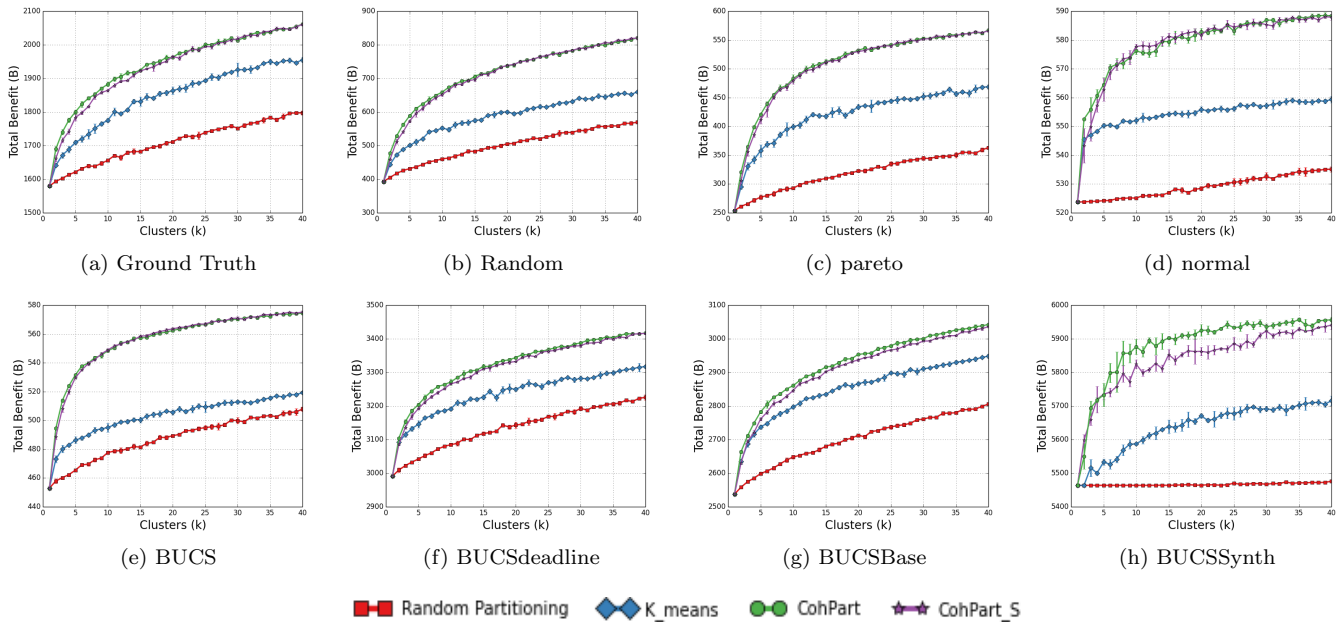 2100
2000
1900
1800
1700
1600
1500
Total Benefit (B)
0 5 10 15 20 25 30 35 40
Clusters (k)
(a) Ground Truth
900
800
700
600
500
400
300
Total Benefit (B)
0 5 10 15 20 25 30 35 40
Clusters (k)
(b) Random
600
550
500
450
400
350
300
250
Total Benefit (B)
0 5 10 15 20 25 30 35 40
Clusters (k)
(c) pareto
590
580
570
560
550
540
530
520
Total Benefit (B)
0 5 10 15 20 25 30 35 40
Clusters (k)
(d) normal
580
560
540
520
500
480
460
440
Total Benefit (B)
0 5 10 15 20 25 30 35 40
Clusters (k)
(e) BUCS
3500
3400
3300
3200
3100
3000
2900
Total Benefit (B)
0 5 10 15 20 25 30 35 40
Clusters (k)
(f) BUCSdeadline
3100
3000
2900
2800
2700
2600
2500
Total Benefit (B)
0 5 10 15 20 25 30 35 40
Clusters (k)
(g) BUCSBase
6000
5900
5800
5700
5600
5500
5400
Total Benefit (B)
0 5 10 15 20 25 30 35 40
Clusters (k)
(h) BUCSSynth
Random Partitioning K_means CohPart CohPart_S